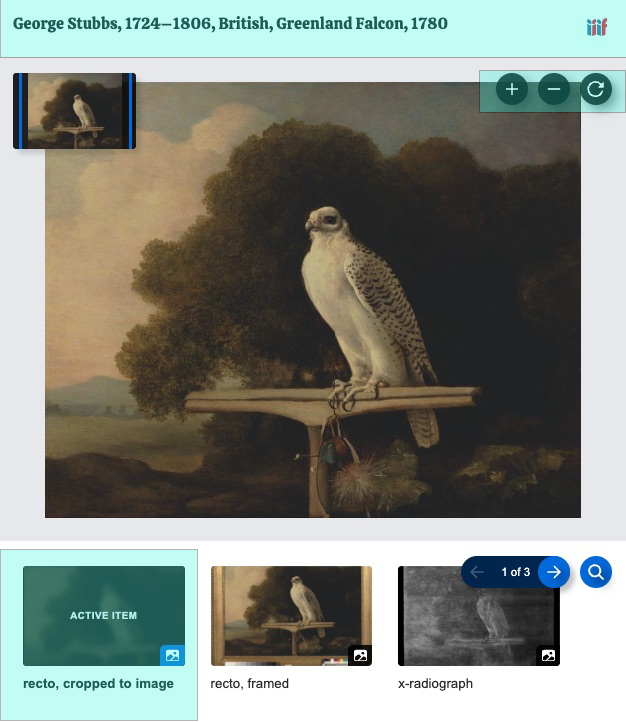 George Stubbs, 1724–1806, British, Greenland Falcon, 1780
iiif
ACTIVE ITEM
1 of 3
recto, cropped to image
recto, framed
x-radiograph